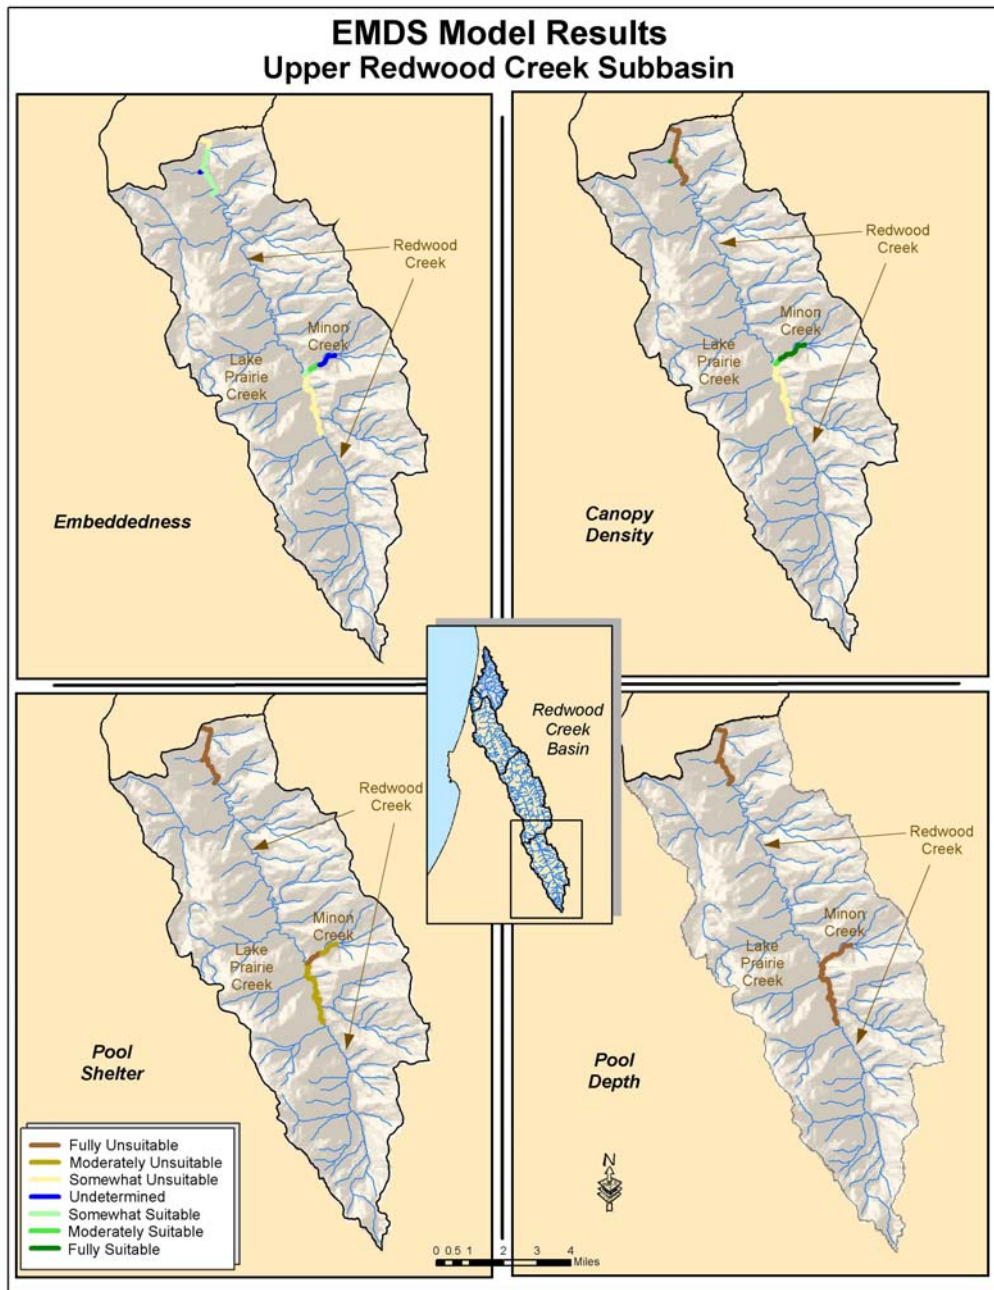 EMDS Model Results
Upper Redwood Creek Subbasin
Redwood
Creek
Minon
Creek
Lake
Prairie
Creek
Embeddedness
Redwood
Creek
Minon
Creek
Lake
Prairie
Creek
Canopy
Density
Redwood
Creek
Basin
Redwood
Creek
Minon
Creek
Lake
Prairie
Creek
Pool
Shelter
Redwood
Creek
Minon
Creek
Lake
Prairie
Creek
Pool
Depth
Fully Unsuitable
Moderately Unsuitable
Somewhat Unsuitable
Undetermined
Somewhat Suitable
Moderately Suitable
Fully Suitable
N
0 0.5 1 2 3 4
Miles